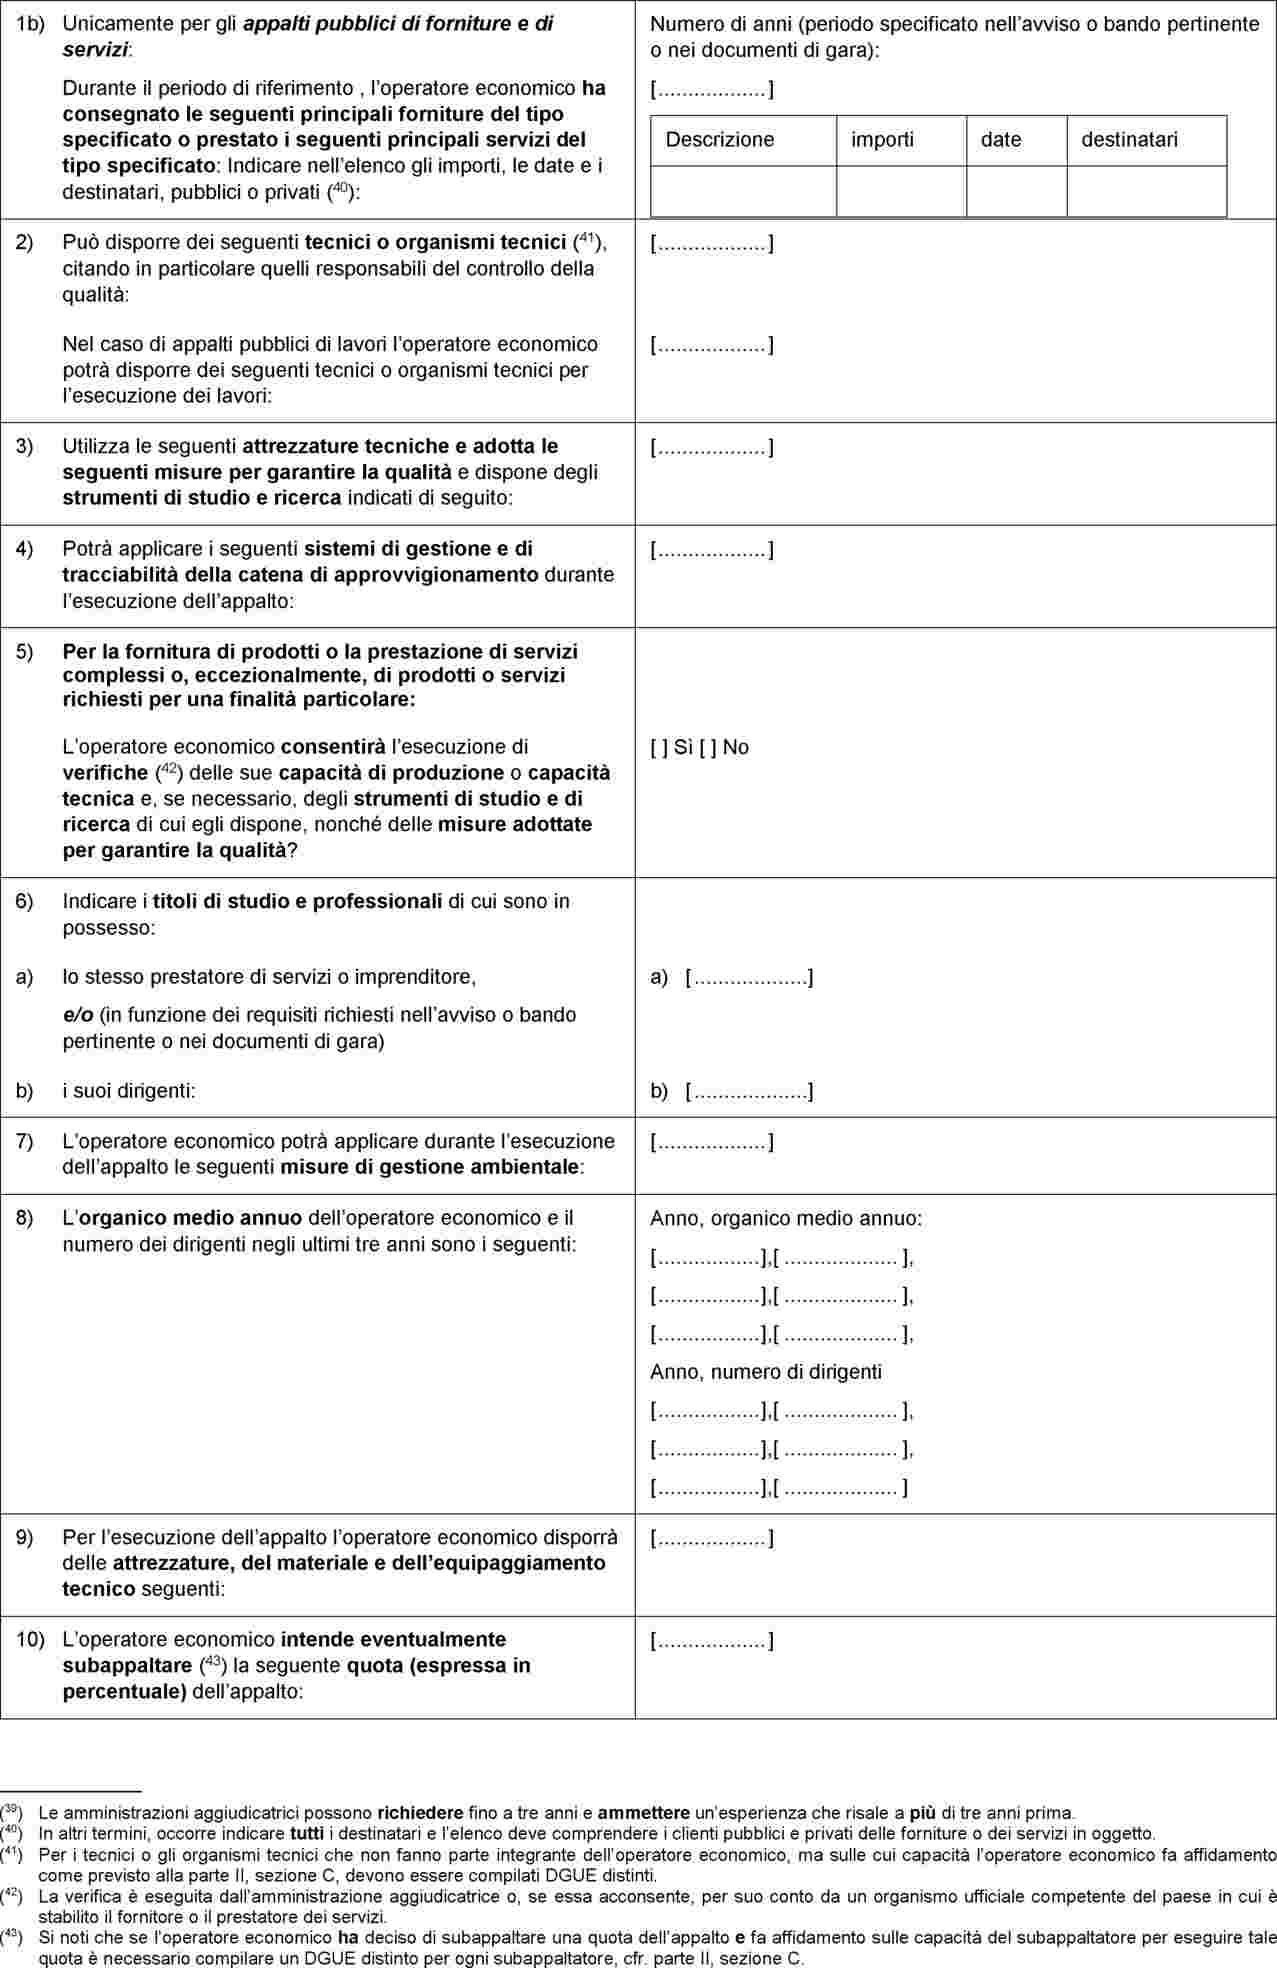 1b) Unicamente per gli appalti pubblici di forniture e di
servizi:
Durante il periodo di riferimento , l'operatore economico ha
consegnato le seguenti principali forniture del tipo
specificato o prestato i seguenti principali servizi del
tipo specificato: Indicare nell'elenco gli importi, le date e i
destinatari, pubblici o privati (⁴⁰):
Numero di anni (periodo specificato nell'avviso o bando pertinente
o nei documenti di gara):
[..................]
Descrizione importi date destinatari
2) Può disporre dei seguenti tecnici o organismi tecnici (⁴¹),
citando in particolare quelli responsabili del controllo della
qualità:
[..................]
Nel caso di appalti pubblici di lavori l'operatore economico
potrà disporre dei seguenti tecnici o organismi tecnici per
l'esecuzione dei lavori:
[..................]
3) Utilizza le seguenti attrezzature tecniche e adotta le
seguenti misure per garantire la qualità e dispone degli
strumenti di studio e ricerca indicati di seguito:
[..................]
4) Potrà applicare i seguenti sistemi di gestione e di
tracciabilità della catena di approvvigionamento durante
l'esecuzione dell'appalto:
[..................]
5) Per la fornitura di prodotti o la prestazione di servizi
complessi o, eccezionalmente, di prodotti o servizi
richiesti per una finalità particolare:
L'operatore economico consentirà l'esecuzione di
verifiche (⁴²) delle sue capacità di produzione o capacità
tecnica e, se necessario, degli strumenti di studio e di
ricerca di cui egli dispone, nonché delle misure adottate
per garantire la qualità?
[ ] Sì [ ] No
6) Indicare i titoli di studio e professionali di cui sono in
possesso:
a) lo stesso prestatore di servizi o imprenditore,
a) [...................]
e/o (in funzione dei requisiti richiesti nell'avviso o bando
pertinente o nei documenti di gara)
b) i suoi dirigenti:
b) [...................]
7) L'operatore economico potrà applicare durante l'esecuzione
dell'appalto le seguenti misure di gestione ambientale:
[..................]
8) L'organico medio annuo dell'operatore economico e il
numero dei dirigenti negli ultimi tre anni sono i seguenti:
Anno, organico medio annuo:
[.................],[ ................... ],
[.................],[ ................... ],
[.................],[ ................... ],
Anno, numero di dirigenti
[.................],[ ................... ],
[.................],[ ................... ],
[.................],[ ................... ]
9) Per l'esecuzione dell'appalto l'operatore economico disporrà
delle attrezzature, del materiale e dell'equipaggiamento
tecnico seguenti:
[..................]
10) L'operatore economico intende eventualmente
subappaltare (⁴³) la seguente quota (espressa in
percentuale) dell'appalto:
[..................]
(³⁹) Le amministrazioni aggiudicatrici possono richiedere fino a tre anni e ammettere un'esperienza che risale a più di tre anni prima.
(⁴⁰) In altri termini, occorre indicare tutti i destinatari e l'elenco deve comprendere i clienti pubblici e privati delle forniture o dei servizi in oggetto.
(⁴¹) Per i tecnici o gli organismi tecnici che non fanno parte integrante dell'operatore economico, ma sulle cui capacità l'operatore economico fa affidamento
come previsto alla parte II, sezione C, devono essere compilati DGUE distinti.
(⁴²) La verifica è eseguita dall'amministrazione aggiudicatrice o, se essa acconsente, per suo conto da un organismo ufficiale competente del paese in cui è
stabilito il fornitore o il prestatore dei servizi.
(⁴³) Si noti che se l'operatore economico ha deciso di subappaltare una quota dell'appalto e fa affidamento sulle capacità del subappaltatore per eseguire tale
quota è necessario compilare un DGUE distinto per ogni subappaltatore, cfr. parte II, sezione C.